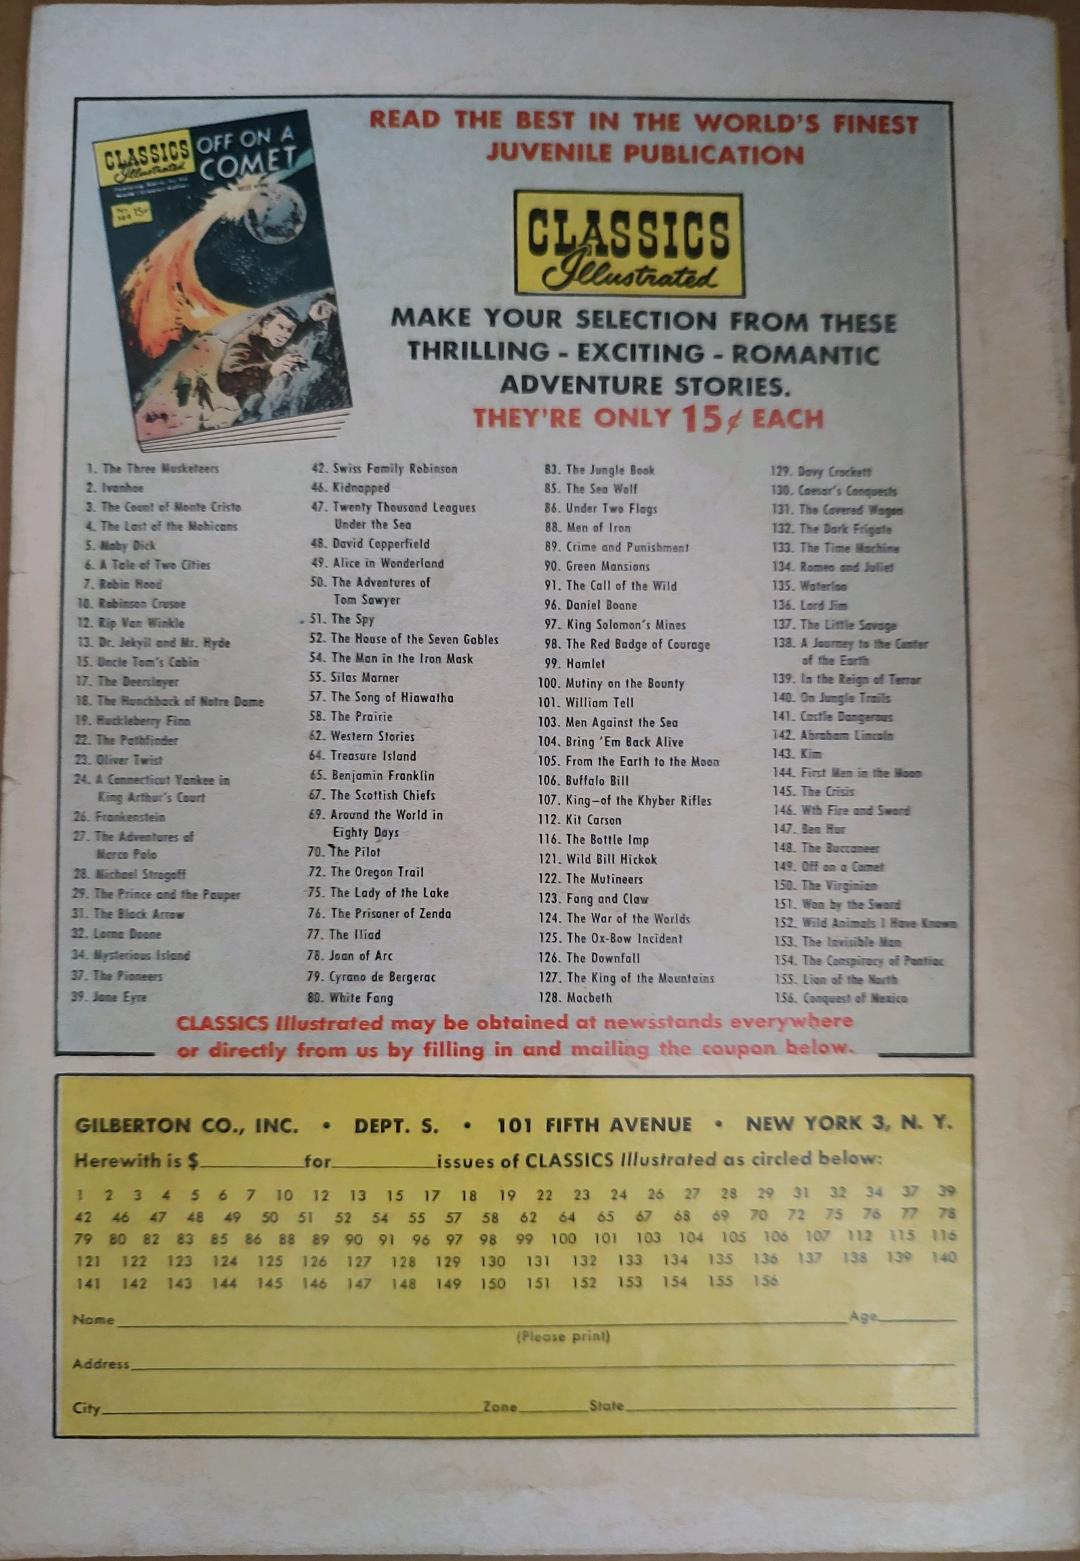 CLASSICS
Illustrated
OFF ON A
COMET
15¢
READ THE BEST IN THE WORLD'S FINEST
JUVENILE PUBLICATION
CLASSICS
Illustrated
MAKE YOUR SELECTION FROM THESE
THRILLING - EXCITING - ROMANTIC
ADVENTURE STORIES.
THEY'RE ONLY 15¢ EACH
1. The Three Musketeers
2. Ivanhoe
3. The Count of Monte Cristo
4. The Last of the Mohicans
5. Moby Dick
6. A Tale of Two Cities
7. Robin Hood
10. Robinson Crusoe
12. Rip Van Winkle
13. Dr. Jekyll and Mr. Hyde
15. Uncle Tom's Cabin
17. The Deerslayer
18. The Hunchback of Notre Dame
19. Huckleberry Finn
22. The Pathfinder
23. Oliver Twist
24. A Connecticut Yankee in
King Arthur's Court
26. Frankenstein
27. The Adventures of
Marco Polo
28. Michael Strogoff
29. The Prince and the Pauper
31. The Black Arrow
32. Lorna Doone
34. Mysterious Island
37. The Pioneers
39. Jane Eyre
42. Swiss Family Robinson
46. Kidnapped
47. Twenty Thousand Leagues
Under the Sea
48. David Copperfield
49. Alice in Wonderland
50. The Adventures of
Tom Sawyer
51. The Spy
52. The House of the Seven Gables
54. The Man in the Iron Mask
55. Silas Marner
57. The Song of Hiawatha
58. The Prairie
62. Western Stories
64. Treasure Island
65. Benjamin Franklin
67. The Scottish Chiefs
69. Around the World in
Eighty Days
70. The Pilot
72. The Oregon Trail
75. The Lady of the Lake
76. The Prisoner of Zenda
77. The Iliad
78. Joan of Arc
79. Cyrano de Bergerac
80. White Fang
83. The Jungle Book
85. The Sea Wolf
86. Under Two Flags
88. Men of Iron
89. Crime and Punishment
90. Green Mansions
91. The Call of the Wild
96. Daniel Boone
97. King Solomon's Mines
98. The Red Badge of Courage
99. Hamlet
100. Mutiny on the Bounty
101. William Tell
103. Men Against the Sea
104. Bring 'Em Back Alive
105. From the Earth to the Moon
106. Buffalo Bill
107. King—of the Khyber Rifles
112. Kit Carson
116. The Bottle Imp
121. Wild Bill Hickok
122. The Mutineers
123. Fang and Claw
124. The War of the Worlds
125. The Ox-Bow Incident
126. The Downfall
127. The King of the Mountains
128. Macbeth
129. Davy Crockett
130. Caesar's Conquests
131. The Covered Wagon
132. The Dark Frigate
133. The Time Machine
134. Romeo and Juliet
135. Waterloo
136. Lord Jim
137. The Little Savage
138. A Journey to the Center
of the Earth
139. In the Reign of Terror
140. On Jungle Trails
141. Castle Dangerous
142. Abraham Lincoln
143. Kim
144. First Men in the Moon
145. The Crisis
146. Wth Fire and Sword
147. Ben Hur
148. The Buccaneer
149. Off on a Comet
150. The Virginian
151. Won by the Sword
152. Wild Animals I Have Known
153. The Invisible Man
154. The Conspiracy of Pontiac
155. Lion of the North
156. Conquest of Mexico
CLASSICS Illustrated may be obtained at newsstands everywhere
or directly from us by filling in and mailing the coupon below.
GILBERTON CO., INC. • DEPT. S. • 101 FIFTH AVENUE • NEW YORK 3, N. Y.
Herewith is $ for issues of CLASSICS Illustrated as circled below:
1 2 3 4 5 6 7 10 12 13 15 17 18 19 22 23 24 26 27 28 29 31 32 34 37 39
42 46 47 48 49 50 51 52 54 55 57 58 62 64 65 67 68 69 70 72 75 76 77 78
79 80 82 83 85 86 88 89 90 91 96 97 98 99 100 101 103 104 105 106 107 112 115 116
121 122 123 124 125 126 127 128 129 130 131 132 133 134 135 136 137 138 139 140
141 142 143 144 145 146 147 148 149 150 151 152 153 154 155 156
Name Age
(Please print)
Address
City Zone State